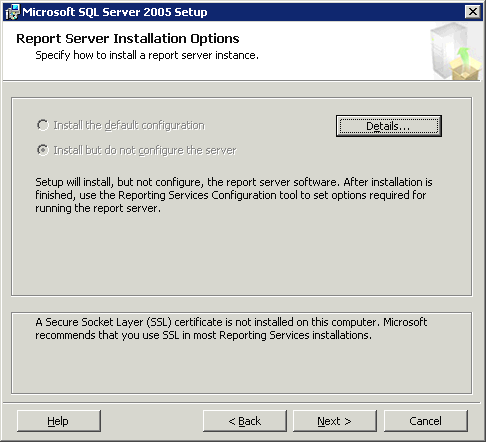 Microsoft SQL Server 2005 Setup
Report Server Installation Options
Specify how to install a report server instance.
Install the default configuration
Details...
Install but do not configure the server
Setup will install, but not configure, the report server software. After installation is
finished, use the Reporting Services Configuration tool to set options required for
running the report server.
A Secure Socket Layer (SSL) certificate is not installed on this computer. Microsoft
recommends that you use SSL in most Reporting Services installations.
Help
< Back
Next >
Cancel